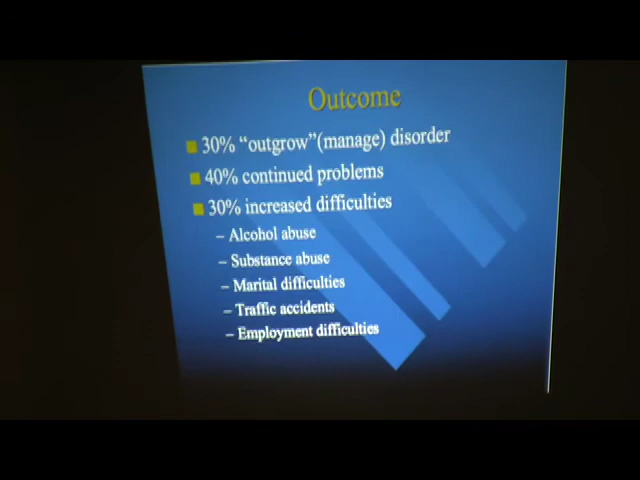 Outcome
■ 30% “outgrow”(manage) disorder
■ 40% continued problems
■ 30% increased difficulties
– Alcohol abuse
– Substance abuse
– Marital difficulties
– Traffic accidents
– Employment difficulties